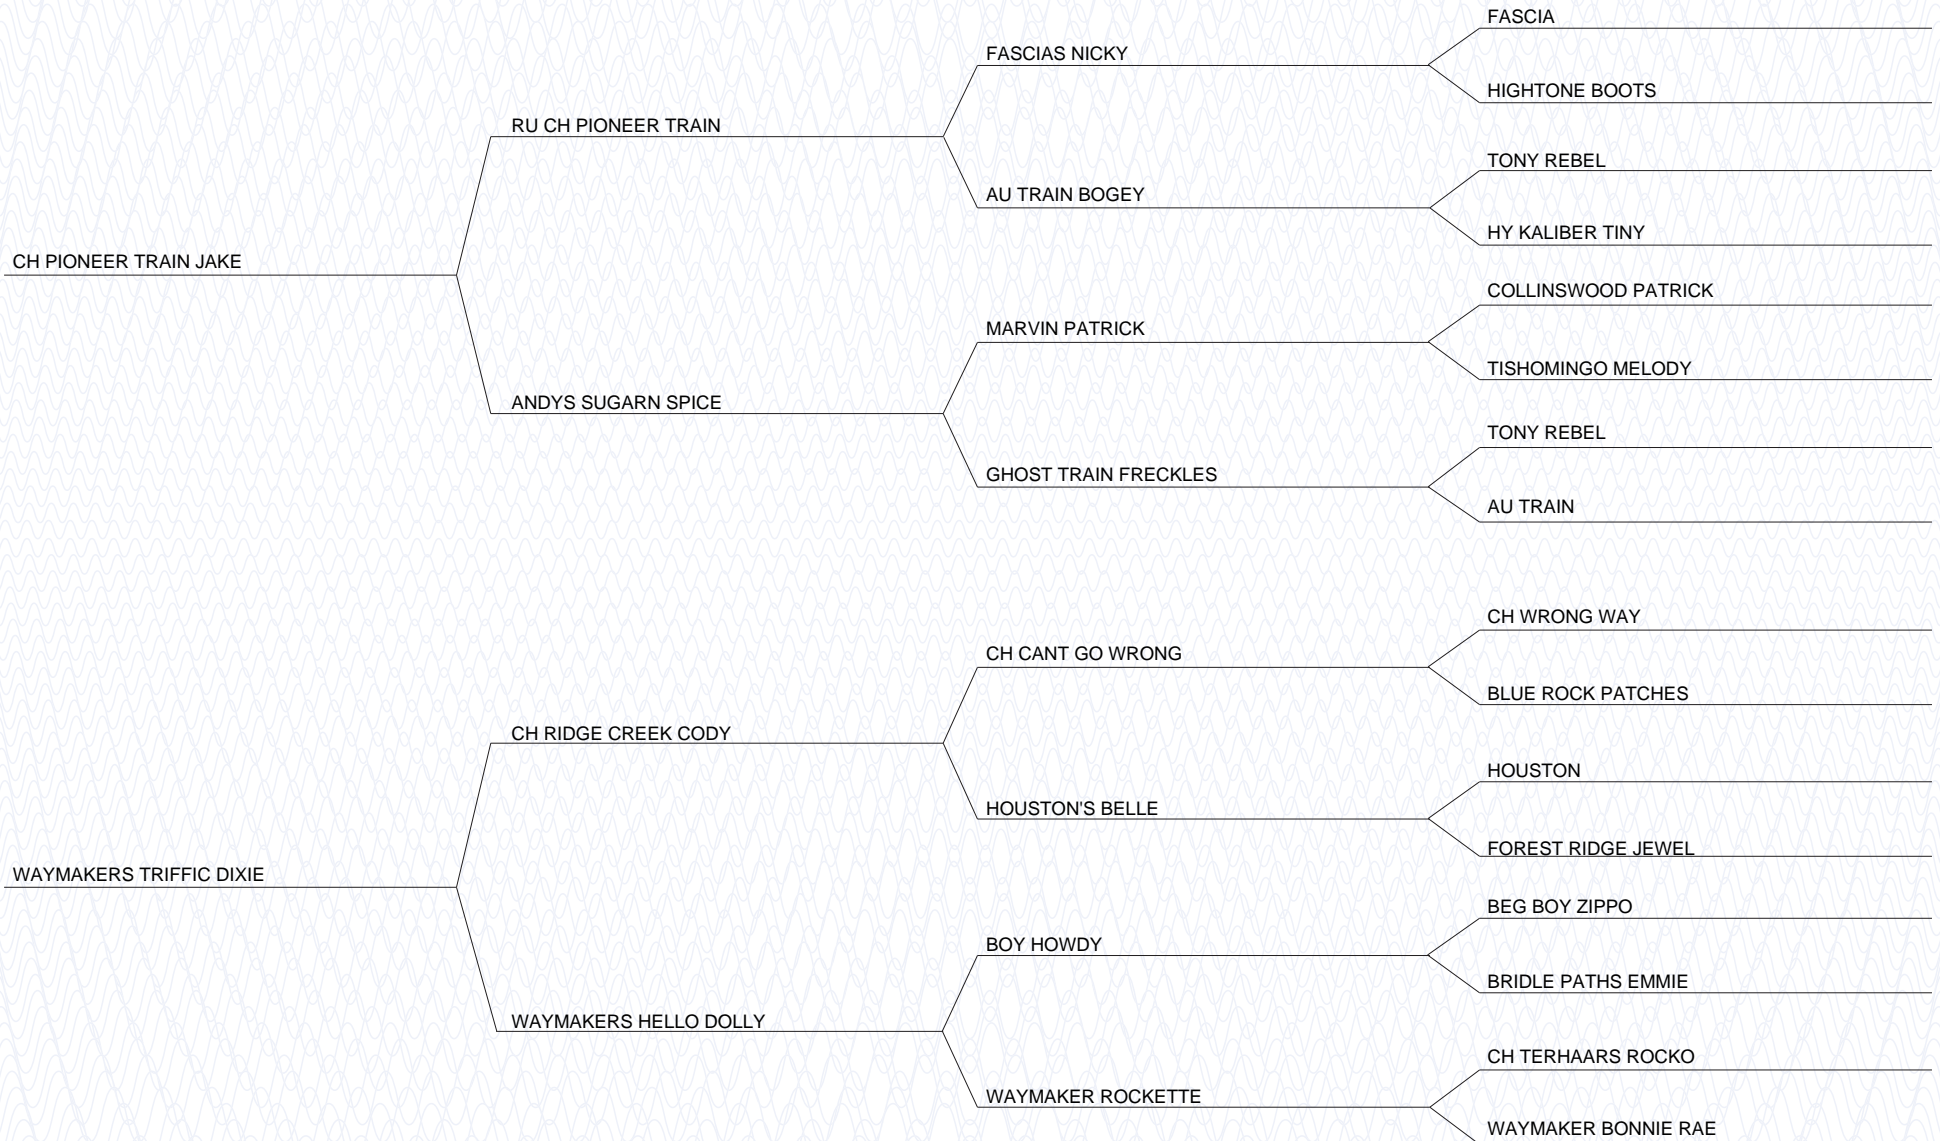 FASCIA
FASCIAS NICKY
HIGHTONE BOOTS
RU CH PIONEER TRAIN
TONY REBEL
AU TRAIN BOGEY
HY KALIBER TINY
CH PIONEER TRAIN JAKE
COLLINSWOOD PATRICK
MARVIN PATRICK
TISHOMINGO MELODY
ANDYS SUGARN SPICE
TONY REBEL
GHOST TRAIN FRECKLES
AU TRAIN
CH WRONG WAY
CH CANT GO WRONG
BLUE ROCK PATCHES
CH RIDGE CREEK CODY
HOUSTON
HOUSTON'S BELLE
FOREST RIDGE JEWEL
WAYMAKERS TRIFFIC DIXIE
BEG BOY ZIPPO
BOY HOWDY
BRIDLE PATHS EMMIE
WAYMAKERS HELLO DOLLY
CH TERHAARS ROCKO
WAYMAKER ROCKETTE
WAYMAKER BONNIE RAE